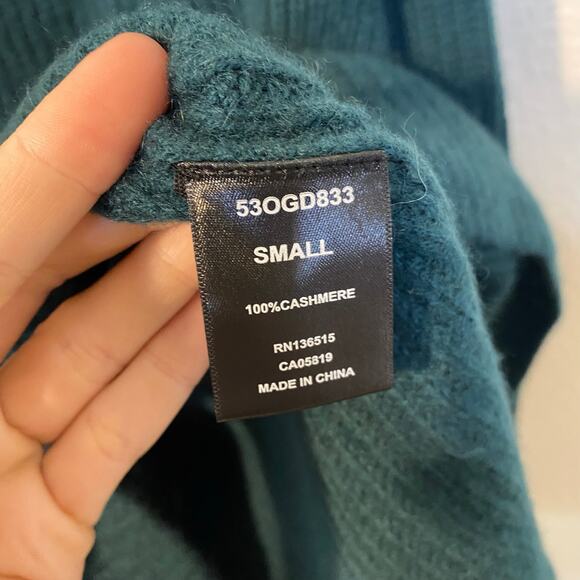 53OGD833
SMALL
100%CASHMERE
RN136515
CA05819
MADE IN CHINA